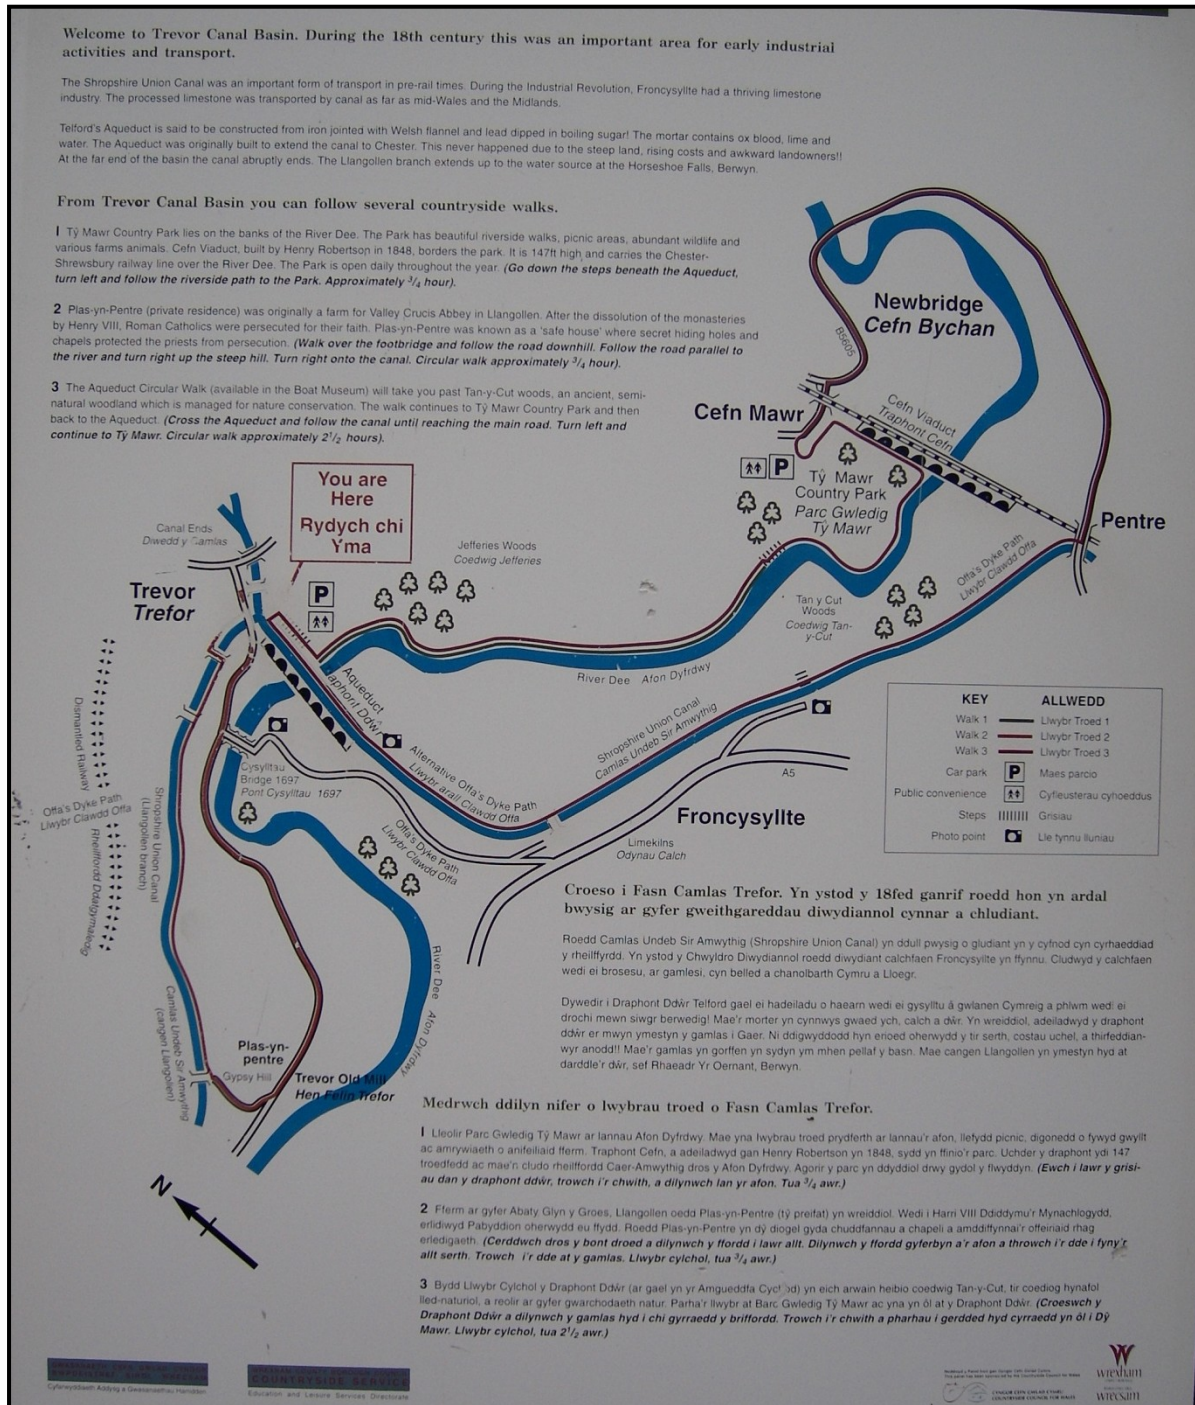 Welcome to Trevor Canal Basin. During the 18th century this was an important area for early industrial
activities and transport.
The Shropshire Union Canal was an important form of transport in pre-rail times. During the Industrial Revolution, Froncysyllte had a thriving limestone
industry. The processed limestone was transported by canal as far as mid-Wales and the Midlands.
Telford's Aqueduct is said to be constructed from iron jointed with Welsh flannel and lead dipped in boiling sugar! The mortar contains ox blood, lime and
water. The Aqueduct was originally built to extend the canal to Chester. This never happened due to the steep land, rising costs and awkward landowners!!
At the far end of the basin the canal abruptly ends. The Llangollen branch extends up to the water source at the Horseshoe Falls, Berwyn.
From Trevor Canal Basin you can follow several countryside walks.
1 Tŷ Mawr Country Park lies on the banks of the River Dee. The Park has beautiful riverside walks, picnic areas, abundant wildlife and
various farms animals. Cefn Viaduct, built by Henry Robertson in 1848, borders the park. It is 147ft high and carries the Chester-
Shrewsbury railway line over the River Dee. The Park is open daily throughout the year. (Go down the steps beneath the Aqueduct,
turn left and follow the riverside path to the Park. Approximately 3/4 hour).
2 Plas-yn-Pentre (private residence) was originally a farm for Valley Crucis Abbey in Llangollen. After the dissolution of the monasteries
by Henry VIII, Roman Catholics were persecuted for their faith. Plas-yn-Pentre was known as a 'safe house' where secret hiding holes and
chapels protected the priests from persecution. (Walk over the footbridge and follow the road downhill. Follow the road parallel to
the river and turn right up the steep hill. Turn right onto the canal. Circular walk approximately 3/4 hour).
3 The Aqueduct Circular Walk (available in the Boat Museum) will take you past Tan-y-Cut woods, an ancient, semi-
natural woodland which is managed for nature conservation. The walk continues to Tŷ Mawr Country Park and then
back to the Aqueduct. (Cross the Aqueduct and follow the canal until reaching the main road. Turn left and
continue to Tŷ Mawr. Circular walk approximately 2 1/2 hours).
Newbridge
Cefn Bychan
B5605
Cefn Mawr
Cefn Viaduct
Traphont Cefn
P
Tŷ Mawr
Country Park
Parc Gwledig
Tŷ Mawr
Pentre
You are
Here
Rydych chi
Yma
Canal Ends
Diwedd y Camlas
Trevor
Trefor
P
Jefferies Woods
Coedwig Jefferies
Tan y Cut
Woods
Coedwig Tan-
y-Cut
Offa's Dyke Path
Llwybr Clawdd Offa
River Dee Afon Dyfrdwy
Aqueduct
aphont Ddŵr
Alternative Offa's Dyke Path
Llwybr arall Clawdd Offa
Shropshire Union Canal
Camlas Undeb Sir Amwythig
A5
Froncysyllte
Limekilns
Odynau Calch
Cysylltau
Bridge 1697
Pont Cysylltau 1697
Offa's Dyke Path
Llwybr Clawdd Offa
Dismantled Railway
Offa's Dyke Path
Llwybr Clawdd Offa
Rheilffordd Ddatgymaledig
Shropshire Union Canal
(Llangollen branch)
Camlas Undeb Sir Amwythig
(cangen Llangollen)
River Dee Afon Dyfrdwy
Plas-yn-
pentre
Gypsy Hill
Trevor Old Mill
Hen Felin Trefor
N
KEY ALLWEDD
Walk 1 Llwybr Troed 1
Walk 2 Llwybr Troed 2
Walk 3 Llwybr Troed 3
Car park P Maes parcio
Public convenience Cyfleusterau cyhoeddus
Steps Grisiau
Photo point Lle tynnu lluniau
Croeso i Fasn Camlas Trefor. Yn ystod y 18fed ganrif roedd hon yn ardal
bwysig ar gyfer gweithgareddau diwydiannol cynnar a chludiant.
Roedd Camlas Undeb Sir Amwythig (Shropshire Union Canal) yn ddull pwysig o gludiant yn y cyfnod cyn cyrhaeddiad
y rheilffyrdd. Yn ystod y Chwyldro Diwydiannol roedd diwydiant calchfaen Froncysyllte yn ffynnu. Cludwyd y calchfaen
wedi ei brosesu, ar gamlesi, cyn belled a chanolbarth Cymru a Lloegr.
Dywedir i Draphont Ddŵr Telford gael ei hadeiladu o haearn wedi ei gysylltu â gwlanen Cymreig a phlwm wedi ei
drochi mewn siwgr berwedig! Mae'r morter yn cynnwys gwaed ych, calch a dŵr. Yn wreiddiol, adeiladwyd y draphont
ddŵr er mwyn ymestyn y gamlas i Gaer. Ni ddigwyddodd hyn erioed oherwydd y tir serth, costau uchel, a thirfeddian-
wyr anodd!! Mae'r gamlas yn gorffen yn sydyn ym mhen pellaf y basn. Mae cangen Llangollen yn ymestyn hyd at
darddle'r dŵr, sef Rhaeadr Yr Oernant, Berwyn.
Medrwch ddilyn nifer o lwybrau troed o Fasn Camlas Trefor.
1 Lleolir Parc Gwledig Tŷ Mawr ar lannau Afon Dyfrdwy. Mae yna lwybrau troed prydferth ar lannau'r afon, llefydd picnic, digonedd o fywyd gwyllt
ac amrywiaeth o anifeiliaid fferm. Traphont Cefn, a adeiladwyd gan Henry Robertson yn 1848, sydd yn ffinio'r parc. Uchder y draphont ydi 147
troedfedd ac mae'n cludo rheilffordd Caer-Amwythig dros y Afon Dyfrdwy. Agorir y parc yn ddyddiol drwy gydol y flwyddyn. (Ewch i lawr y grisi-
au dan y draphont ddŵr, trowch i'r chwith, a dilynwch lan yr afon. Tua 3/4 awr.)
2 Fferm ar gyfer Abaty Glyn y Groes, Llangollen oedd Plas-yn-Pentre (tŷ preifat) yn wreiddiol. Wedi i Harri VIII Ddiddymu'r Mynachlogydd,
erlidiwyd Pabyddion oherwydd eu ffydd. Roedd Plas-yn-Pentre yn dŷ diogel gyda chuddfannau a chapeli a amddiffynnai'r offeiriaid rhag
erledigaeth. (Cerddwch dros y bont droed a dilynwch y ffordd i lawr allt. Dilynwch y ffordd gyferbyn a'r afon a throwch i'r dde i fyny'r
allt serth. Trowch i'r dde at y gamlas. Llwybr cylchol, tua 3/4 awr.)
3 Bydd Llwybr Cylchol y Draphont Ddŵr (ar gael yn yr Amgueddfa) yn eich arwain heibio coedwig Tan-y-Cut, tir coediog hynafol
lled-naturiol, a reolir ar gyfer gwarchodaeth natur. Parha'r llwybr at Barc Gwledig Tŷ Mawr ac yna yn ôl at y Draphont Ddŵr. (Croeswch y
Draphont Ddŵr a dilynwch y gamlas hyd i chi gyrraedd y briffordd. Trowch i'r chwith a pharhau i gerdded hyd cyrraedd yn ôl i Dŷ
Mawr. Llwybr cylchol, tua 2 1/2 awr.)
COUNTRYSIDE SERVICE
Education and Leisure Services Directorate
CYNGOR CEFN GWLAD CYMRU
COUNTRYSIDE COUNCIL FOR WALES
wrexham
wrecsam